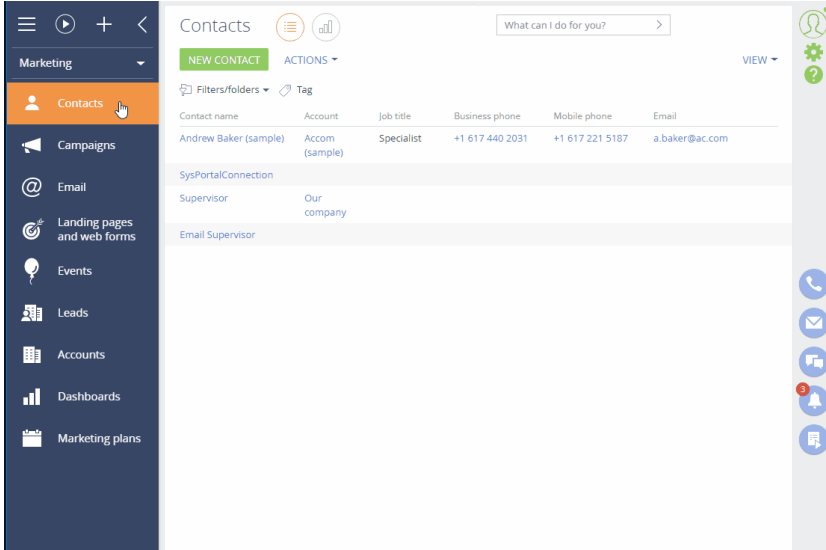 Marketing
Contacts
Campaigns
Email
Landing pages
and web forms
Events
Leads
Accounts
Dashboards
Marketing plans
Contacts
What can I do for you?
NEW CONTACT
ACTIONS
VIEW
Filters/folders
Tag
Contact name Account Job title Business phone Mobile phone Email
Andrew Baker (sample) Accom Specialist +1 617 440 2031 +1 617 221 5187 a.baker@ac.com
(sample)
SysPortalConnection
Supervisor Our
company
Email Supervisor
?
3